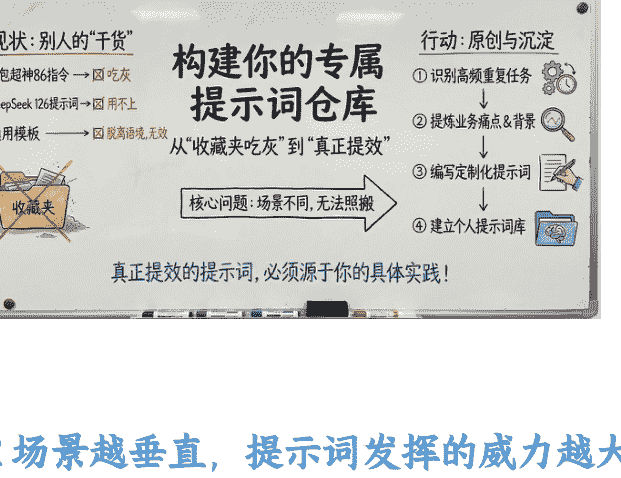 状：别人的“干货”
包超神86指令 → ☒ 吃灰
epSeek 126提示词 → ☒ 用不上
用模板 → ☒ 脱离语境,无效
收藏夹
构建你的专属
提示词仓库
从“收藏夹吃灰”到“真正提效”
核心问题：场景不同,无法照搬
行动：原创与沉淀
① 识别高频重复任务
② 提炼业务痛点&背景
③ 编写定制化提示词
④ 建立个人提示词库
真正提效的提示词,必须源于你的具体实践！
场景越垂直，提示词发挥的威力越大